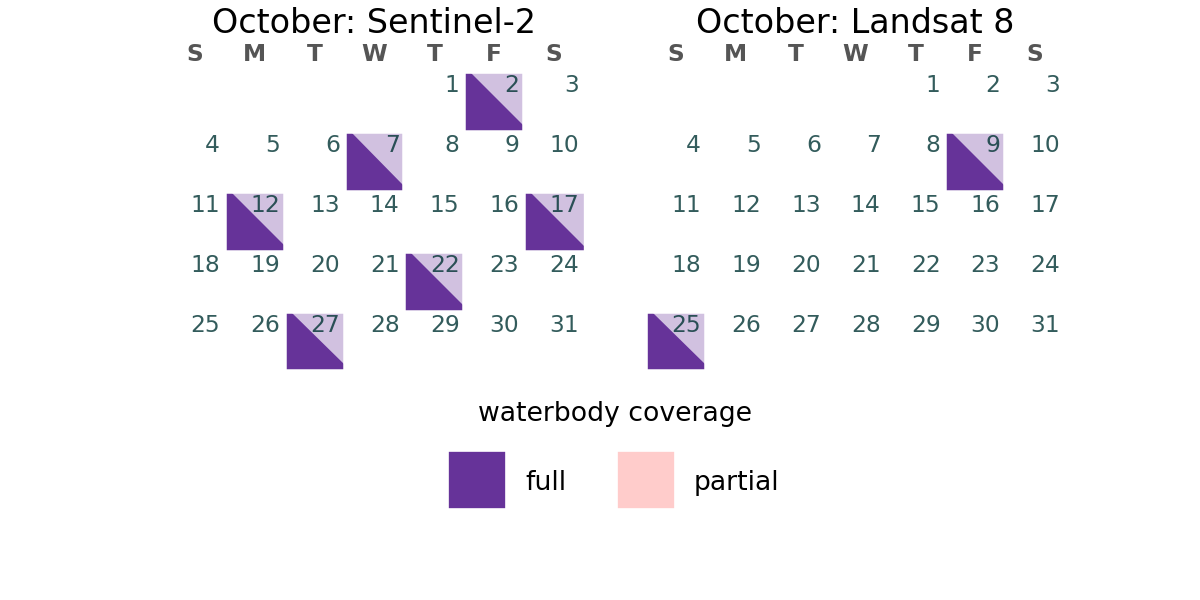 October: Sentinel-2
S M T W T F S
1 2 3
4 5 6 7 8 9 10
11 12 13 14 15 16 17
18 19 20 21 22 23 24
25 26 27 28 29 30 31
October: Landsat 8
S M T W T F S
1 2 3
4 5 6 7 8 9 10
11 12 13 14 15 16 17
18 19 20 21 22 23 24
25 26 27 28 29 30 31
waterbody coverage
full
partial